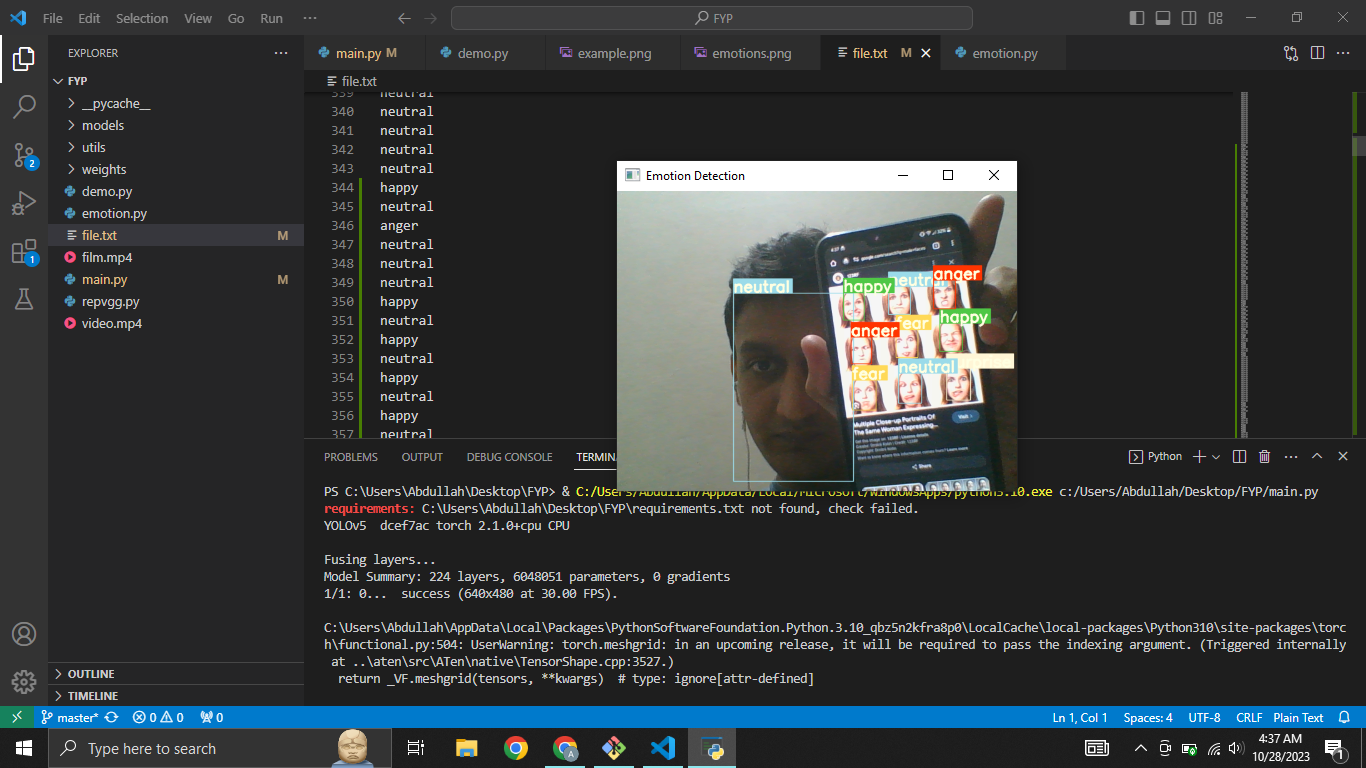 File Edit Selection View Go Run ···
FYP
EXPLORER ···
FYP
__pycache__
models
utils
weights
demo.py
emotion.py
file.txt M
film.mp4
main.py M
repvgg.py
video.mp4
OUTLINE
TIMELINE
main.py M
demo.py
example.png
emotions.png
file.txt M
emotion.py
file.txt
339 neutral
340 neutral
341 neutral
342 neutral
343 neutral
344 happy
345 neutral
346 anger
347 neutral
348 neutral
349 neutral
350 happy
351 neutral
352 happy
353 neutral
354 happy
355 neutral
356 happy
357 neutral
Emotion Detection
neutral
happy
neutral
anger
anger
fear
happy
fear
neutral
4:37
Multiple Close-up Portraits Of
The Same Woman Expressing...
Visit
Share
PROBLEMS OUTPUT DEBUG CONSOLE TERMIN
Python
PS C:\Users\Abdullah\Desktop\FYP> & C:/Users/Abdullah/AppData/Local/Microsoft/WindowsApps/python3.10.exe c:/Users/Abdullah/Desktop/FYP/main.py
requirements: C:\Users\Abdullah\Desktop\FYP\requirements.txt not found, check failed.
YOLOv5 dcef7ac torch 2.1.0+cpu CPU
Fusing layers...
Model Summary: 224 layers, 6048051 parameters, 0 gradients
1/1: 0... success (640x480 at 30.00 FPS).
C:\Users\Abdullah\AppData\Local\Packages\PythonSoftwareFoundation.Python.3.10_qbz5n2kfra8p0\LocalCache\local-packages\Python310\site-packages\torc
h\functional.py:504: UserWarning: torch.meshgrid: in an upcoming release, it will be required to pass the indexing argument. (Triggered internally
at ..\aten\src\ATen\native\TensorShape.cpp:3527.)
return _VF.meshgrid(tensors, **kwargs) # type: ignore[attr-defined]
master* 0 0 0
Ln 1, Col 1 Spaces: 4 UTF-8 CRLF Plain Text
Type here to search
4:37 AM
10/28/2023